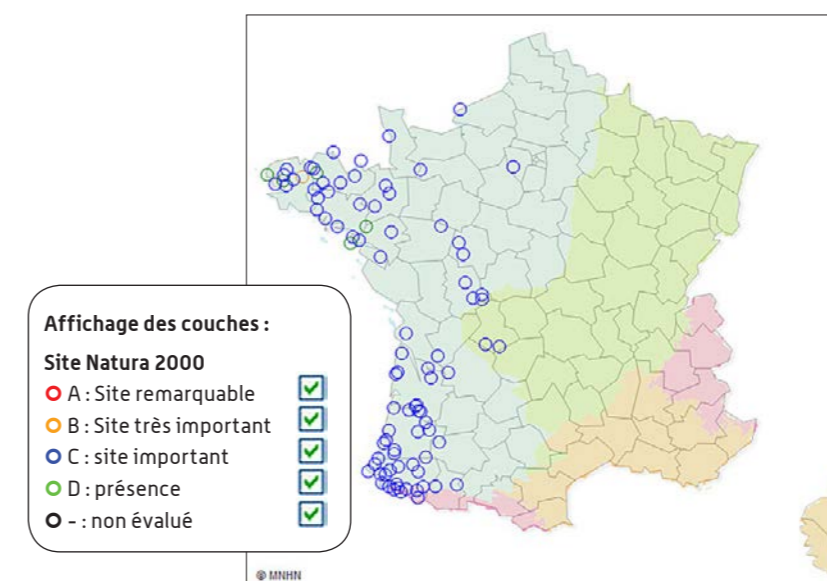 Affichage des couches :
Site Natura 2000
A : Site remarquable
B : Site très important
C : site important
D : présence
- : non évalué
© MNHN